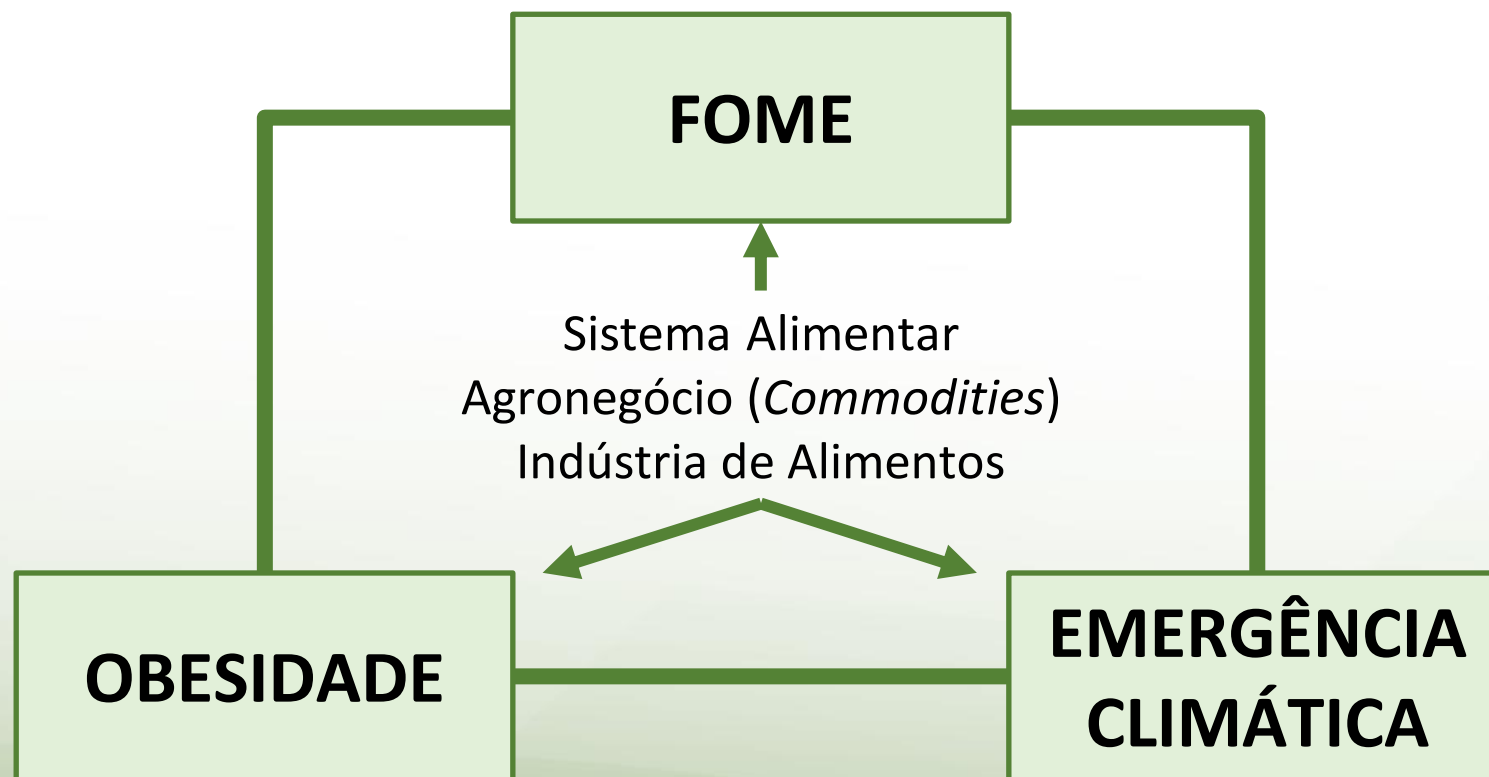 FOME
Sistema Alimentar
Agronegócio (Commodities)
Indústria de Alimentos
OBESIDADE
EMERGÊNCIA
CLIMÁTICA